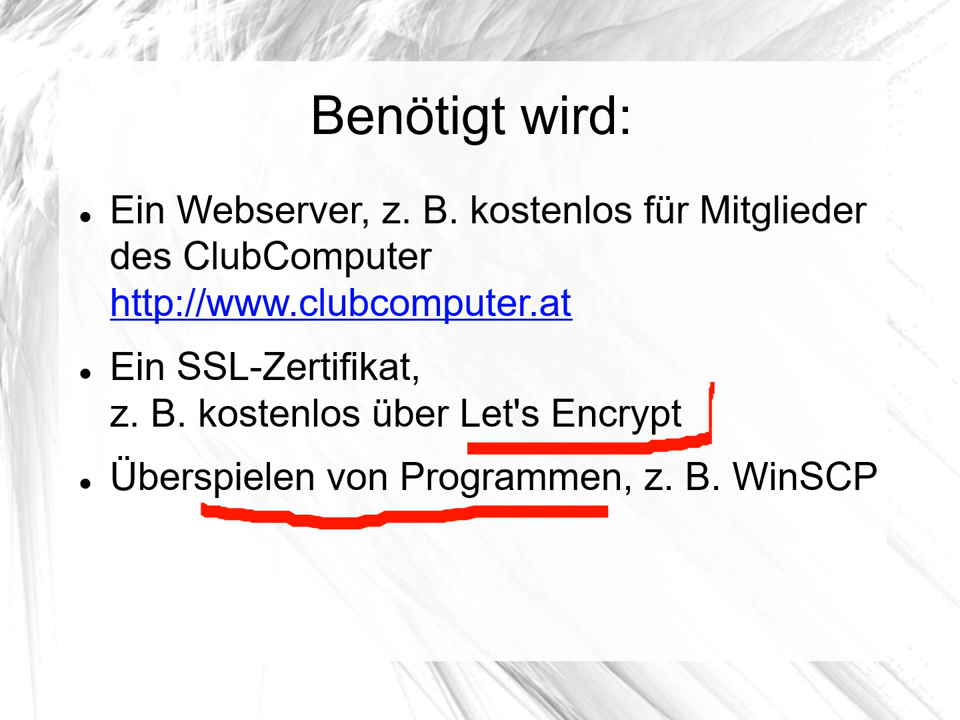 Benötigt wird:
● Ein Webserver, z. B. kostenlos für Mitglieder
des ClubComputer
http://www.clubcomputer.at
● Ein SSL-Zertifikat,
z. B. kostenlos über Let's Encrypt
● Überspielen von Programmen, z. B. WinSCP